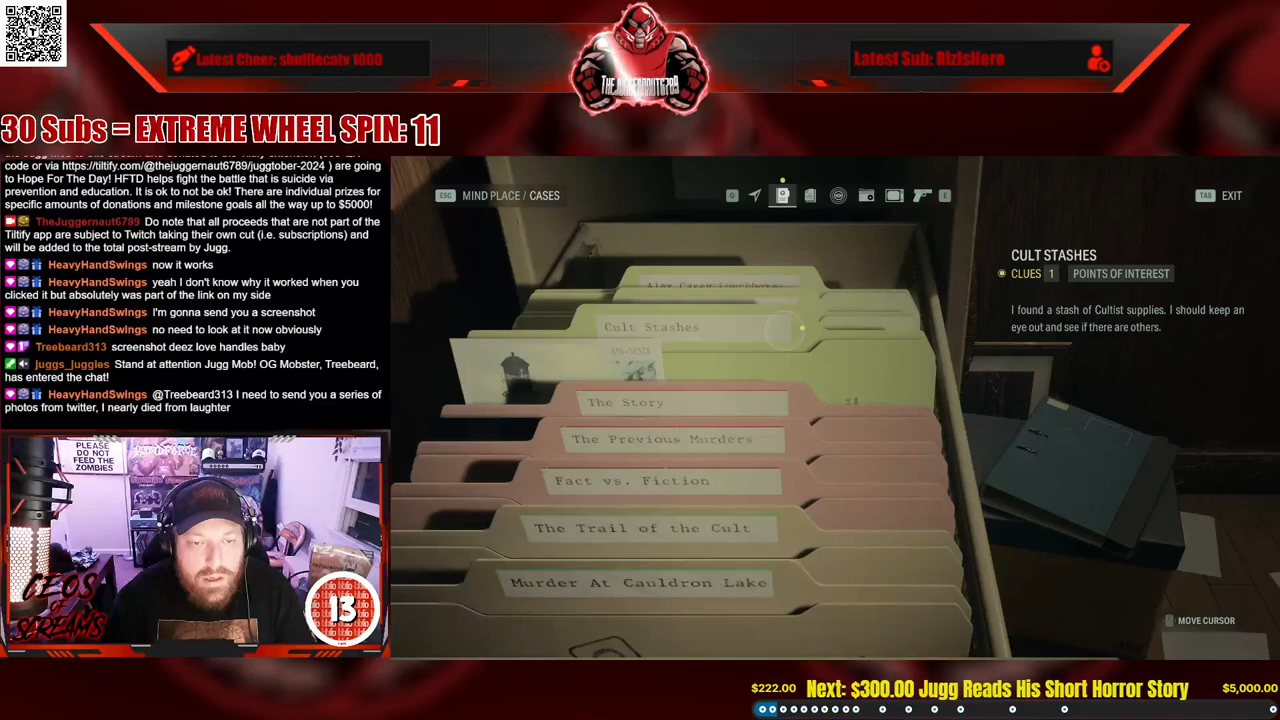 Latest Cheer: shufflecatv 1000
THEJUGGERNAUT6789
Latest Sub: RizIsHere
30 Subs = EXTREME WHEEL SPIN: 11
code or via https://tiltify.com/@thejuggernaut6789/juggtober-2024 ) are going
to Hope For The Day! HFTD helps fight the battle that is suicide via
prevention and education. It is ok to not be ok! There are individual prizes for
specific amounts of donations and milestone goals all the way up to $5000!
TheJuggernaut6789 Do note that all proceeds that are not part of the
Tiltify app are subject to Twitch taking their own cut (i.e. subscriptions) and
will be added to the total post-stream by Jugg.
HeavyHandSwings now it works
HeavyHandSwings yeah I don't know why it worked when you
clicked it but absolutely was part of the link on my side
HeavyHandSwings I'm gonna send you a screenshot
HeavyHandSwings no need to look at it now obviously
Treebeard313 screenshot deez love handles baby
juggs_juggles Stand at attention Jugg Mob! OG Mobster, Treebeard,
has entered the chat!
HeavyHandSwings @Treebeard313 I need to send you a series of
photos from twitter, I nearly died from laughter
PLEASE
DO NOT
FEED THE
ZOMBIES
CEOS
OF
SCREAMS
13
ESC MIND PLACE / CASES
Q
E
TAB EXIT
Alex Casey Lunchboxes
Cult Stashes
The Story
The Previous Murders
Fact vs. Fiction
The Trail of the Cult
Murder At Cauldron Lake
CULT STASHES
CLUES 1 POINTS OF INTEREST
I found a stash of Cultist supplies. I should keep an
eye out and see if there are others.
MOVE CURSOR
$222.00 Next: $300.00 Jugg Reads His Short Horror Story $5,000.00